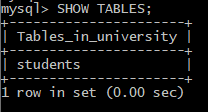 mysql> SHOW TABLES;
+----------------------+
| Tables_in_university |
+----------------------+
| students             |
+----------------------+
1 row in set (0.00 sec)